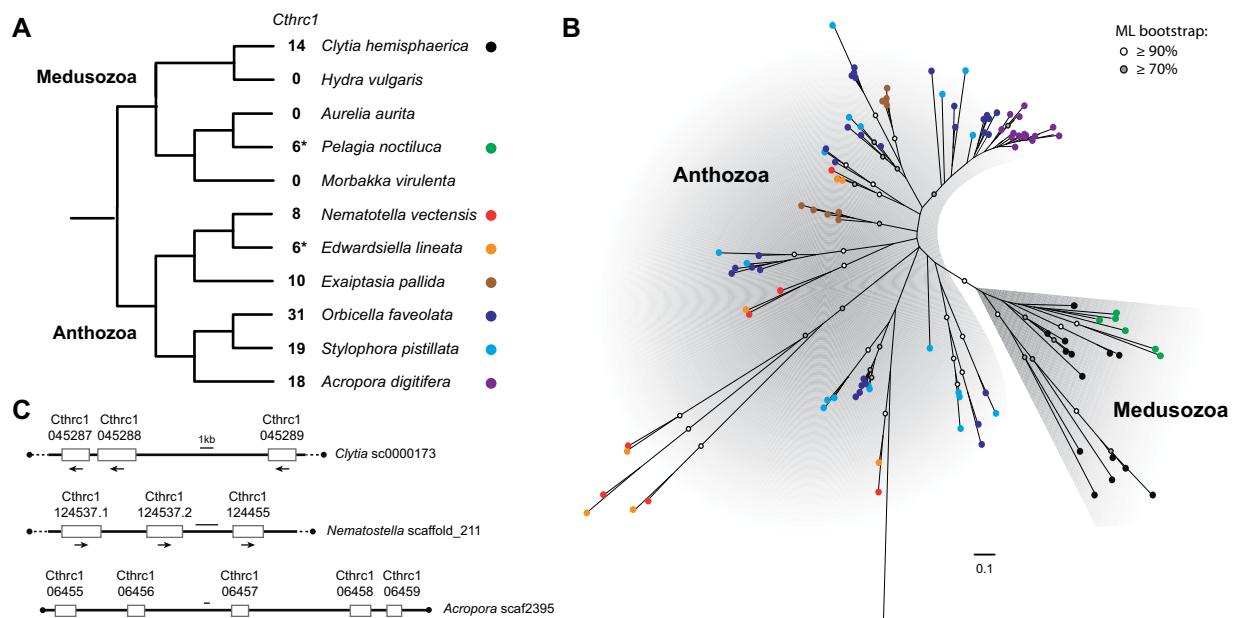 A
Cthrc1
14 Clytia hemisphaerica
Medusozoa
0 Hydra vulgaris
0 Aurelia aurita
6* Pelagia noctiluca
0 Morbakka virulenta
8 Nematotella vectensis
6* Edwardsiella lineata
10 Exaiptasia pallida
Anthozoa
31 Orbicella faveolata
19 Stylophora pistillata
18 Acropora digitifera
B
ML bootstrap:
≥ 90%
≥ 70%
Anthozoa
Medusozoa
0.1
C
Cthrc1 Cthrc1 Cthrc1
045287 045288 1kb 045289
Clytia sc0000173
Cthrc1 Cthrc1 Cthrc1
124537.1 124537.2 124455
Nematostella scaffold_211
Cthrc1 Cthrc1 Cthrc1 Cthrc1 Cthrc1
06455 06456 06457 06458 06459
Acropora scaf2395